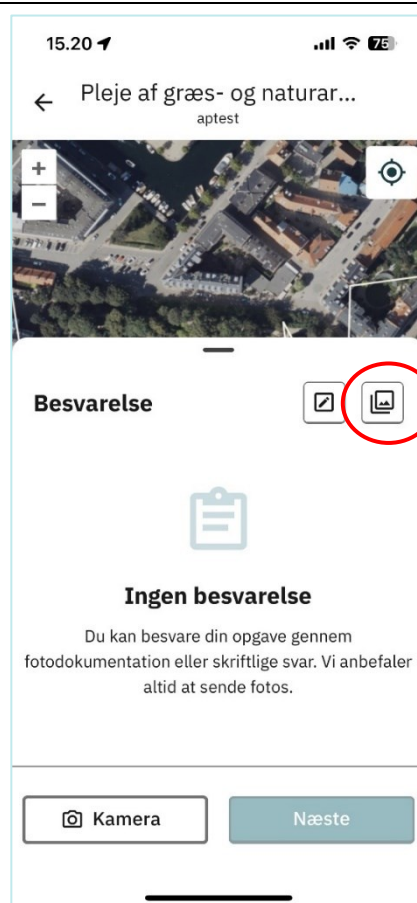 15.20
75
Pleje af græs- og naturar...
aptest
+
−
Besvarelse
Ingen besvarelse
Du kan besvare din opgave gennem
fotodokumentation eller skriftlige svar. Vi anbefaler
altid at sende fotos.
Kamera
Næste